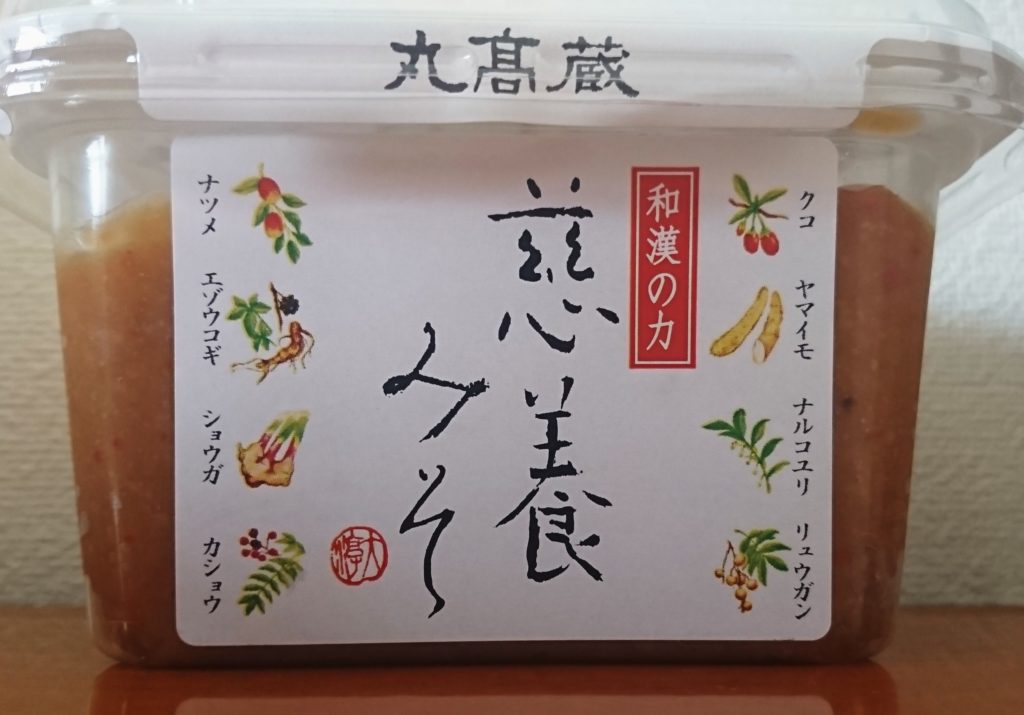 丸髙蔵
和漢の力
慈養
みそ
クコ
ヤマイモ
ナルコユリ
リュウガン
ナツメ
エゾウコギ
ショウガ
カショウ